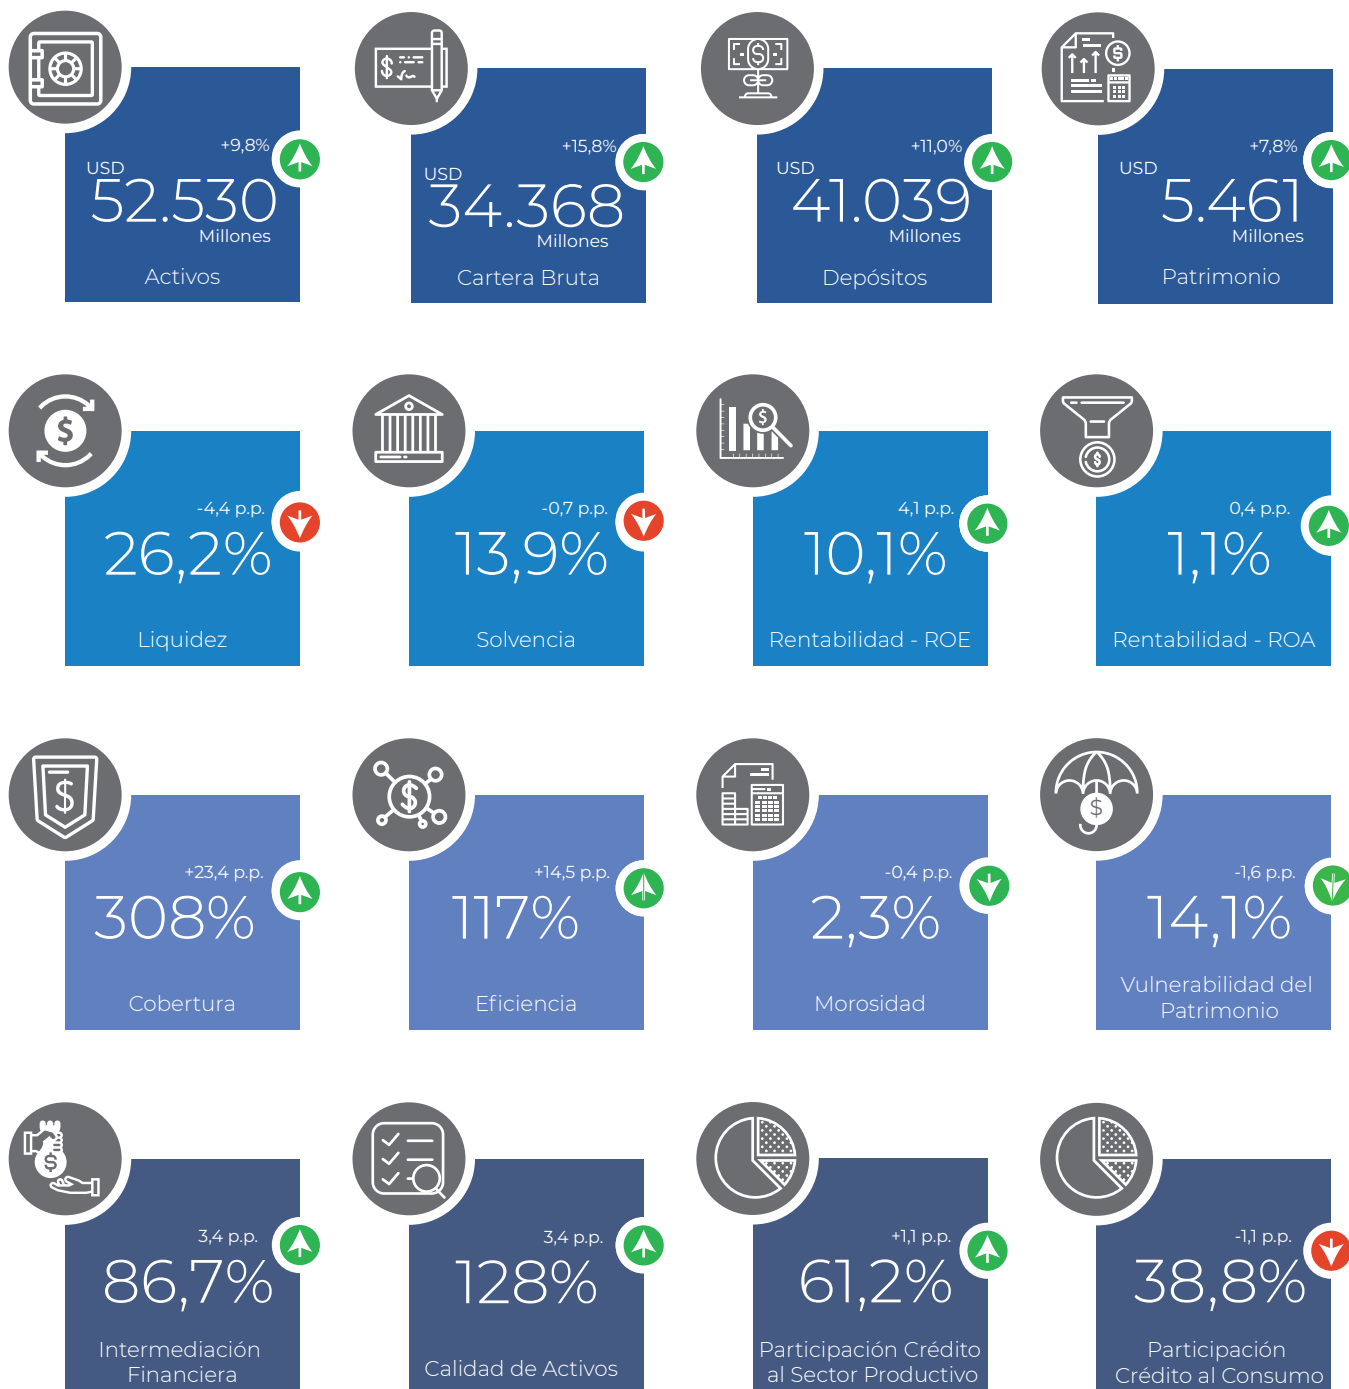 +9,8%
USD
52.530
Millones
Activos
+15,8%
USD
34.368
Millones
Cartera Bruta
+11,0%
USD
41.039
Millones
Depósitos
+7,8%
USD
5.461
Millones
Patrimonio
-4,4 p.p.
26,2%
Liquidez
-0,7 p.p.
13,9%
Solvencia
4,1 p.p.
10,1%
Rentabilidad - ROE
0,4 p.p.
1,1%
Rentabilidad - ROA
+23,4 p.p.
308%
Cobertura
+14,5 p.p.
117%
Eficiencia
-0,4 p.p.
2,3%
Morosidad
-1,6 p.p.
14,1%
Vulnerabilidad del
Patrimonio
3,4 p.p.
86,7%
Intermediación
Financiera
3,4 p.p.
128%
Calidad de Activos
+1,1 p.p.
61,2%
Participación Crédito
al Sector Productivo
-1,1 p.p.
38,8%
Participación
Crédito al Consumo